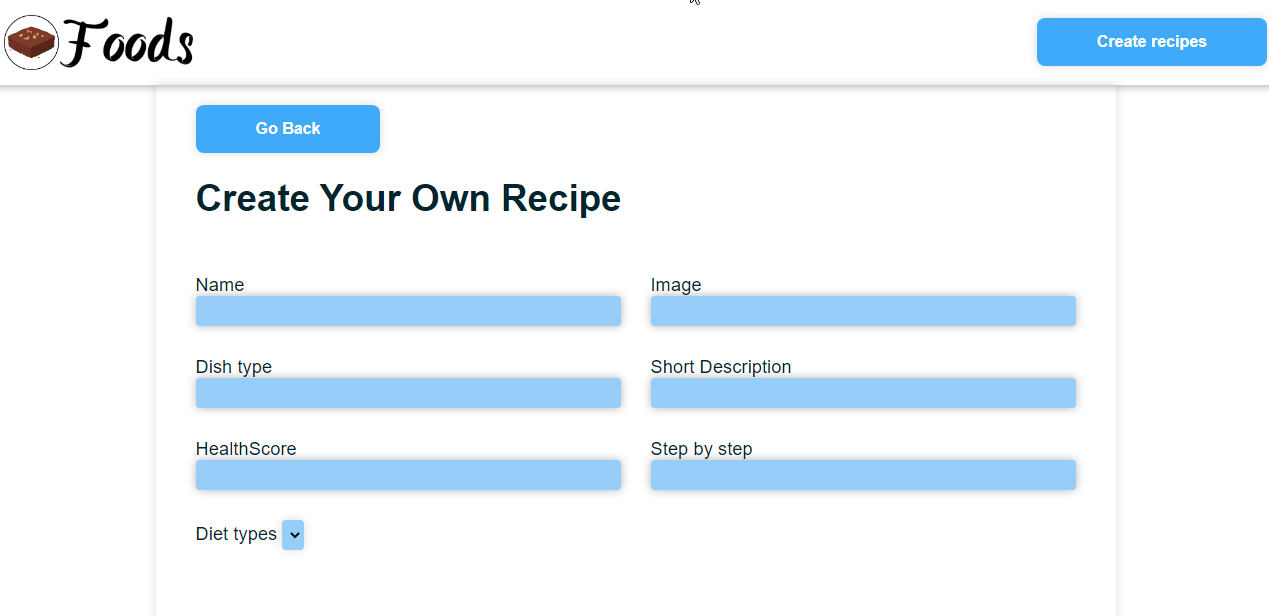 Foods
Create recipes
Go Back
Create Your Own Recipe
Name
Image
Dish type
Short Description
HealthScore
Step by step
Diet types